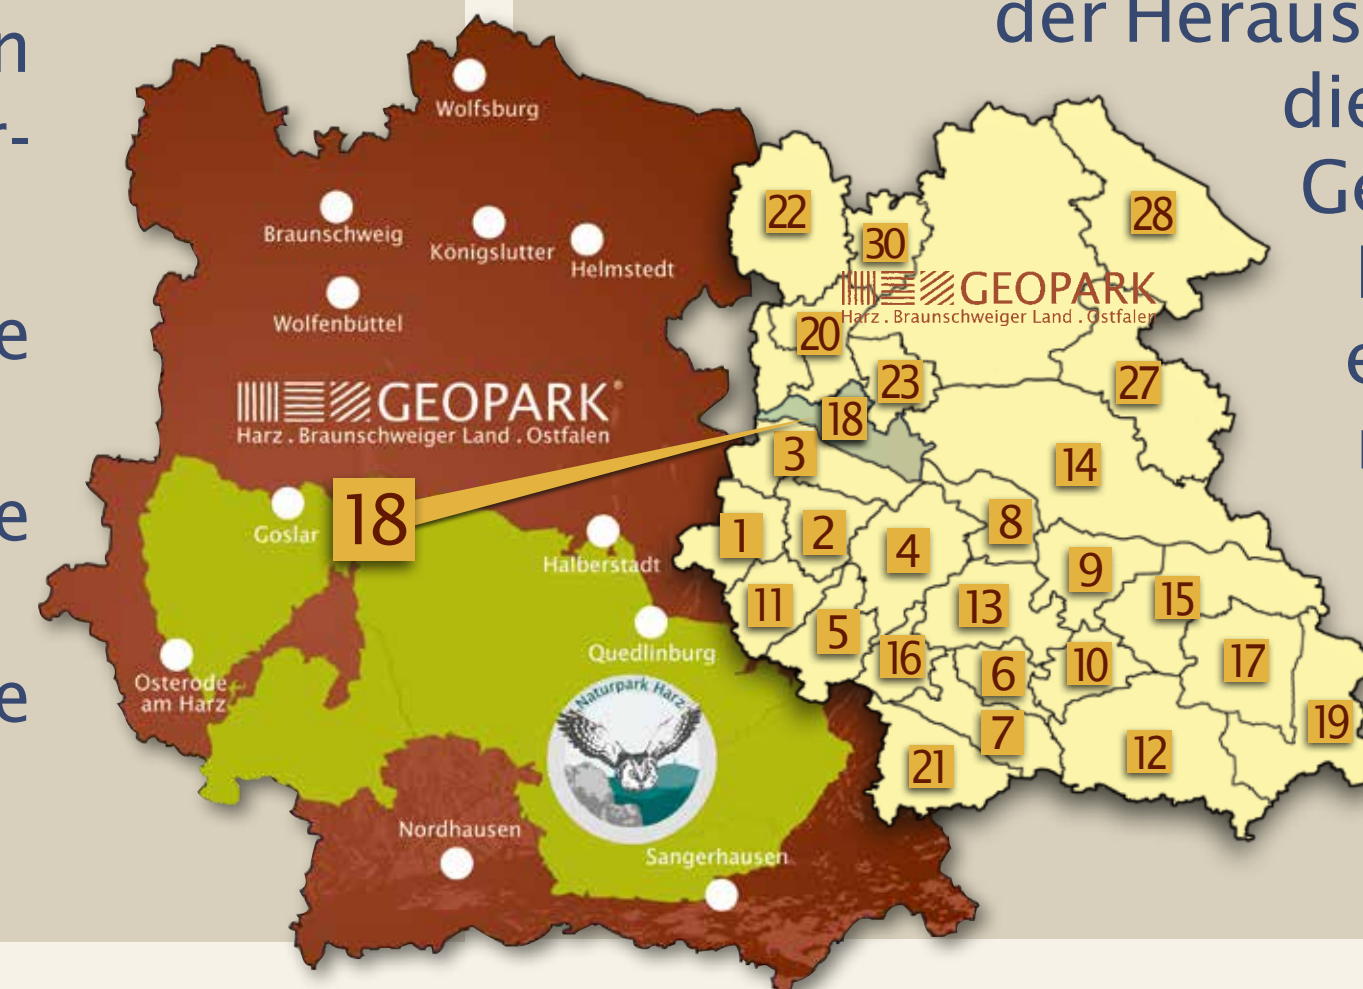 n
r-
e
e
e
der Heraus
die
Ge
e
Wolfsburg
Braunschweig
Königslutter
Helmstedt
Wolfenbüttel
GEOPARK®
Harz . Braunschweiger Land . Ostfalen
Goslar
18
Halberstadt
Quedlinburg
Osterode
am Harz
Naturpark Harz
Nordhausen
Sangerhausen
22
30
28
GEOPARK
Harz . Braunschweiger Land . Ostfalen
20
23
27
18
3
14
1
2
4
8
9
11
5
13
15
16
6
10
17
7
19
21
12